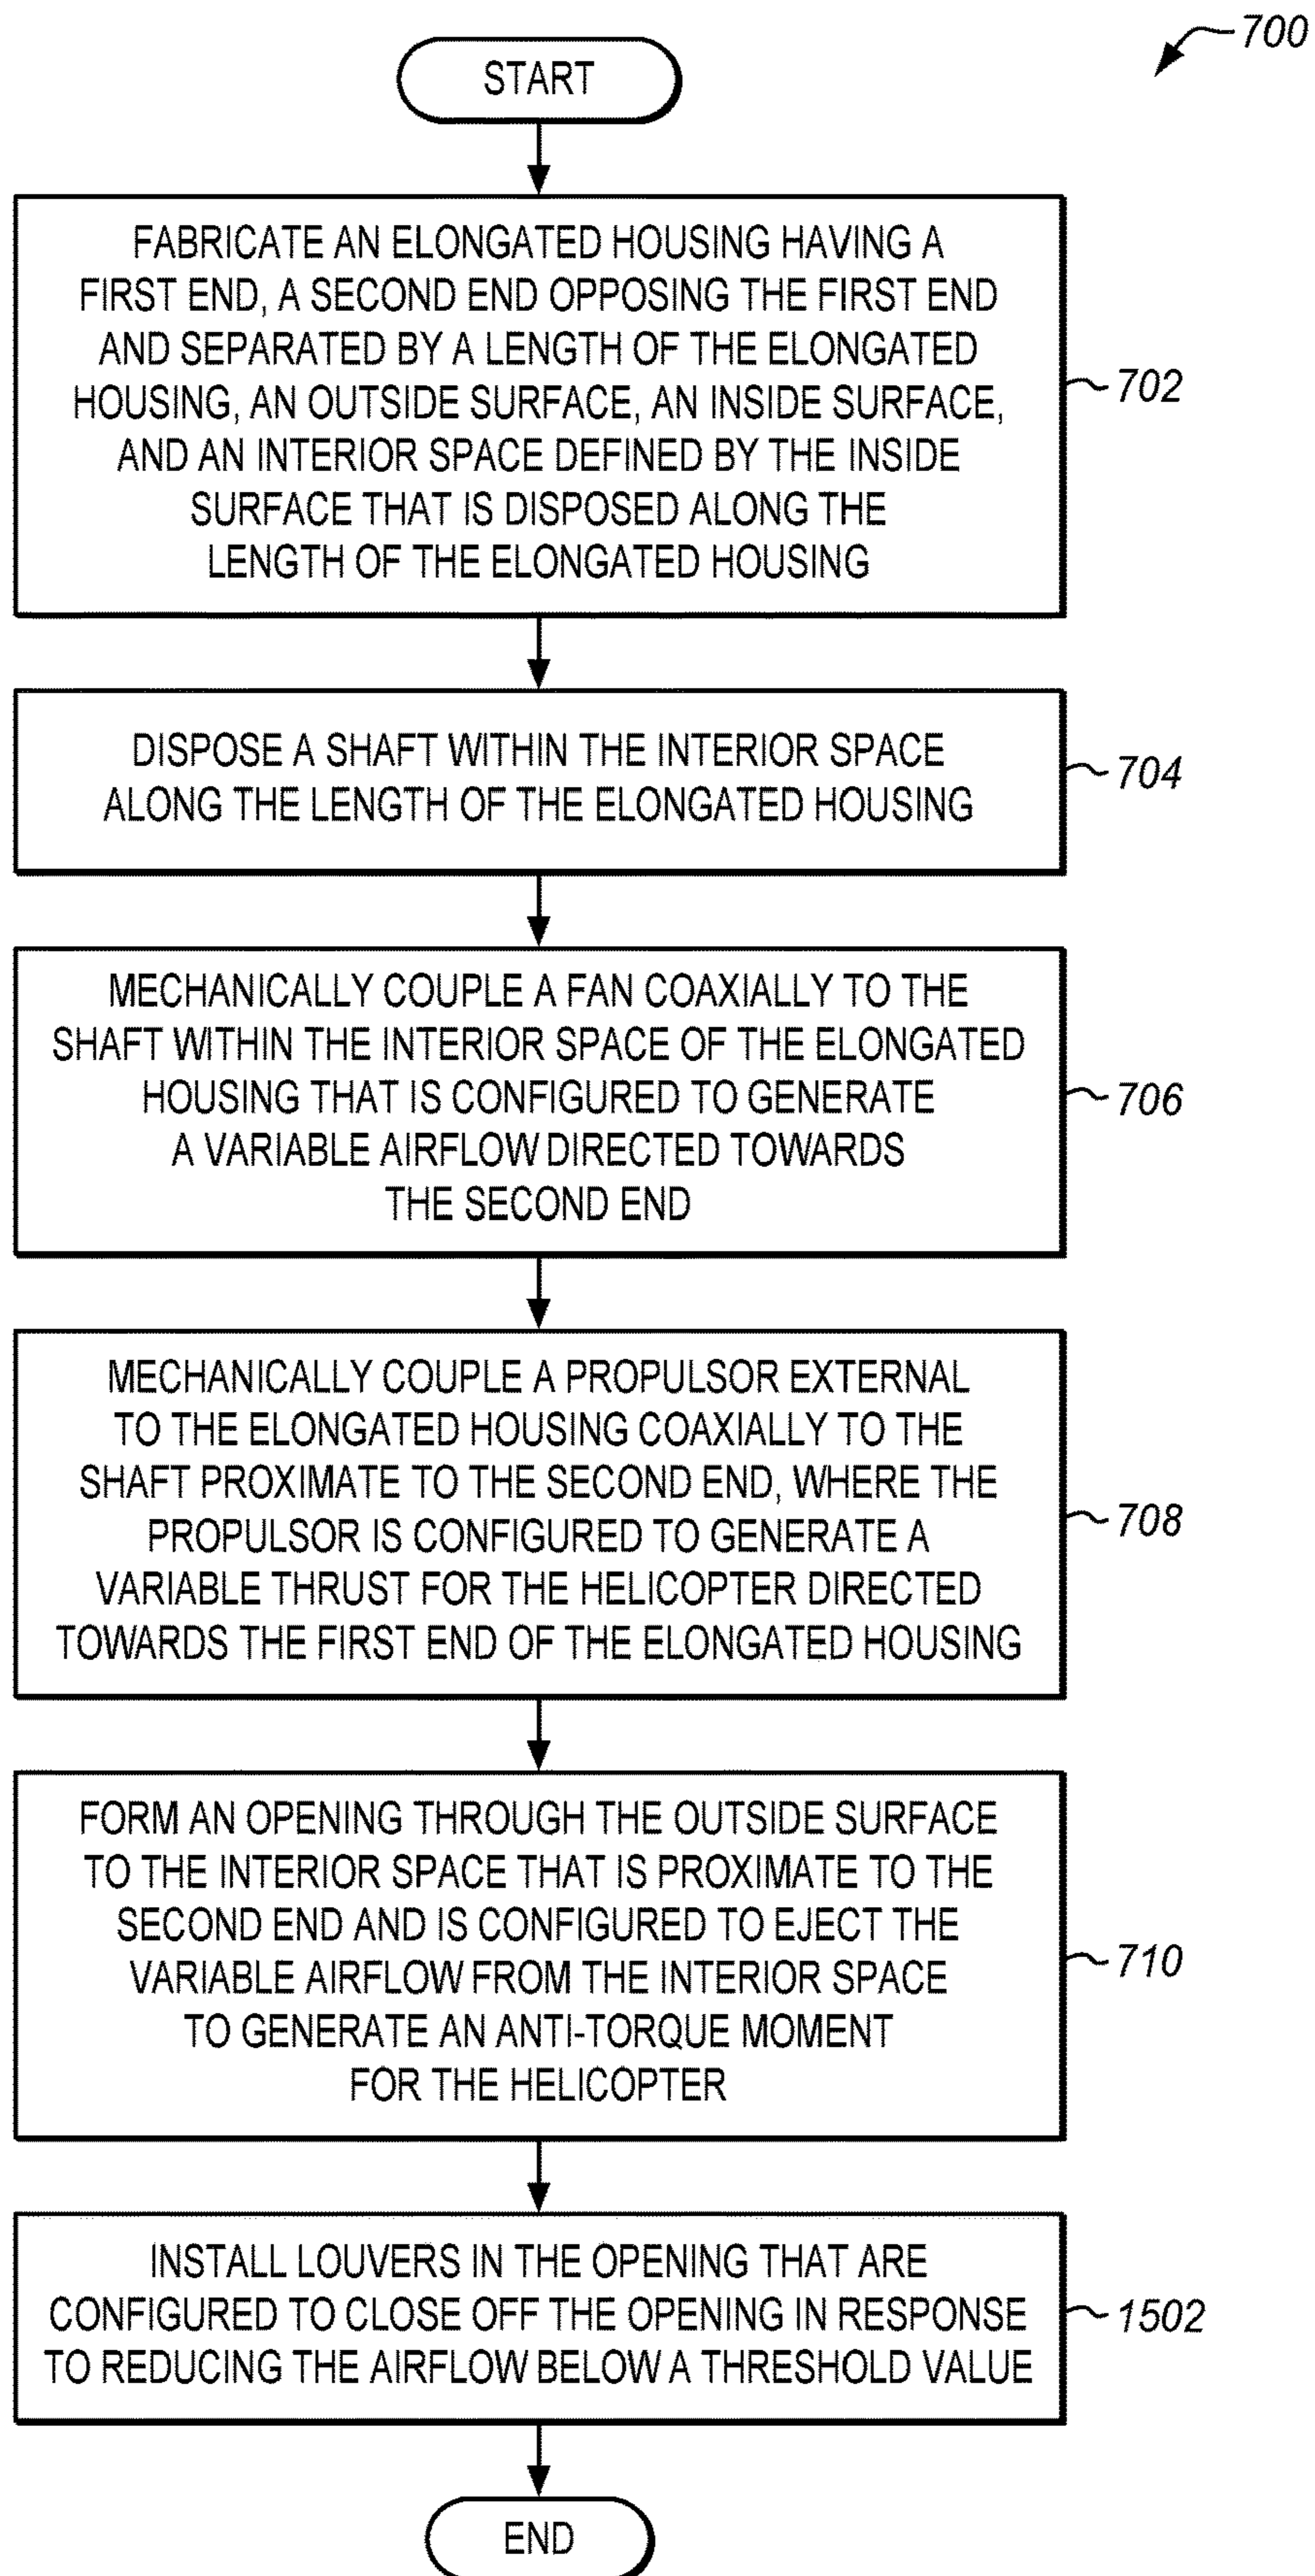 700
START
FABRICATE AN ELONGATED HOUSING HAVING A
FIRST END, A SECOND END OPPOSING THE FIRST END
AND SEPARATED BY A LENGTH OF THE ELONGATED
HOUSING, AN OUTSIDE SURFACE, AN INSIDE SURFACE,
AND AN INTERIOR SPACE DEFINED BY THE INSIDE
SURFACE THAT IS DISPOSED ALONG THE
LENGTH OF THE ELONGATED HOUSING
702
DISPOSE A SHAFT WITHIN THE INTERIOR SPACE
ALONG THE LENGTH OF THE ELONGATED HOUSING
704
MECHANICALLY COUPLE A FAN COAXIALLY TO THE
SHAFT WITHIN THE INTERIOR SPACE OF THE ELONGATED
HOUSING THAT IS CONFIGURED TO GENERATE
A VARIABLE AIRFLOW DIRECTED TOWARDS
THE SECOND END
706
MECHANICALLY COUPLE A PROPULSOR EXTERNAL
TO THE ELONGATED HOUSING COAXIALLY TO THE
SHAFT PROXIMATE TO THE SECOND END, WHERE THE
PROPULSOR IS CONFIGURED TO GENERATE A
VARIABLE THRUST FOR THE HELICOPTER DIRECTED
TOWARDS THE FIRST END OF THE ELONGATED HOUSING
708
FORM AN OPENING THROUGH THE OUTSIDE SURFACE
TO THE INTERIOR SPACE THAT IS PROXIMATE TO THE
SECOND END AND IS CONFIGURED TO EJECT THE
VARIABLE AIRFLOW FROM THE INTERIOR SPACE
TO GENERATE AN ANTI-TORQUE MOMENT
FOR THE HELICOPTER
710
INSTALL LOUVERS IN THE OPENING THAT ARE
CONFIGURED TO CLOSE OFF THE OPENING IN RESPONSE
TO REDUCING THE AIRFLOW BELOW A THRESHOLD VALUE
1502
END